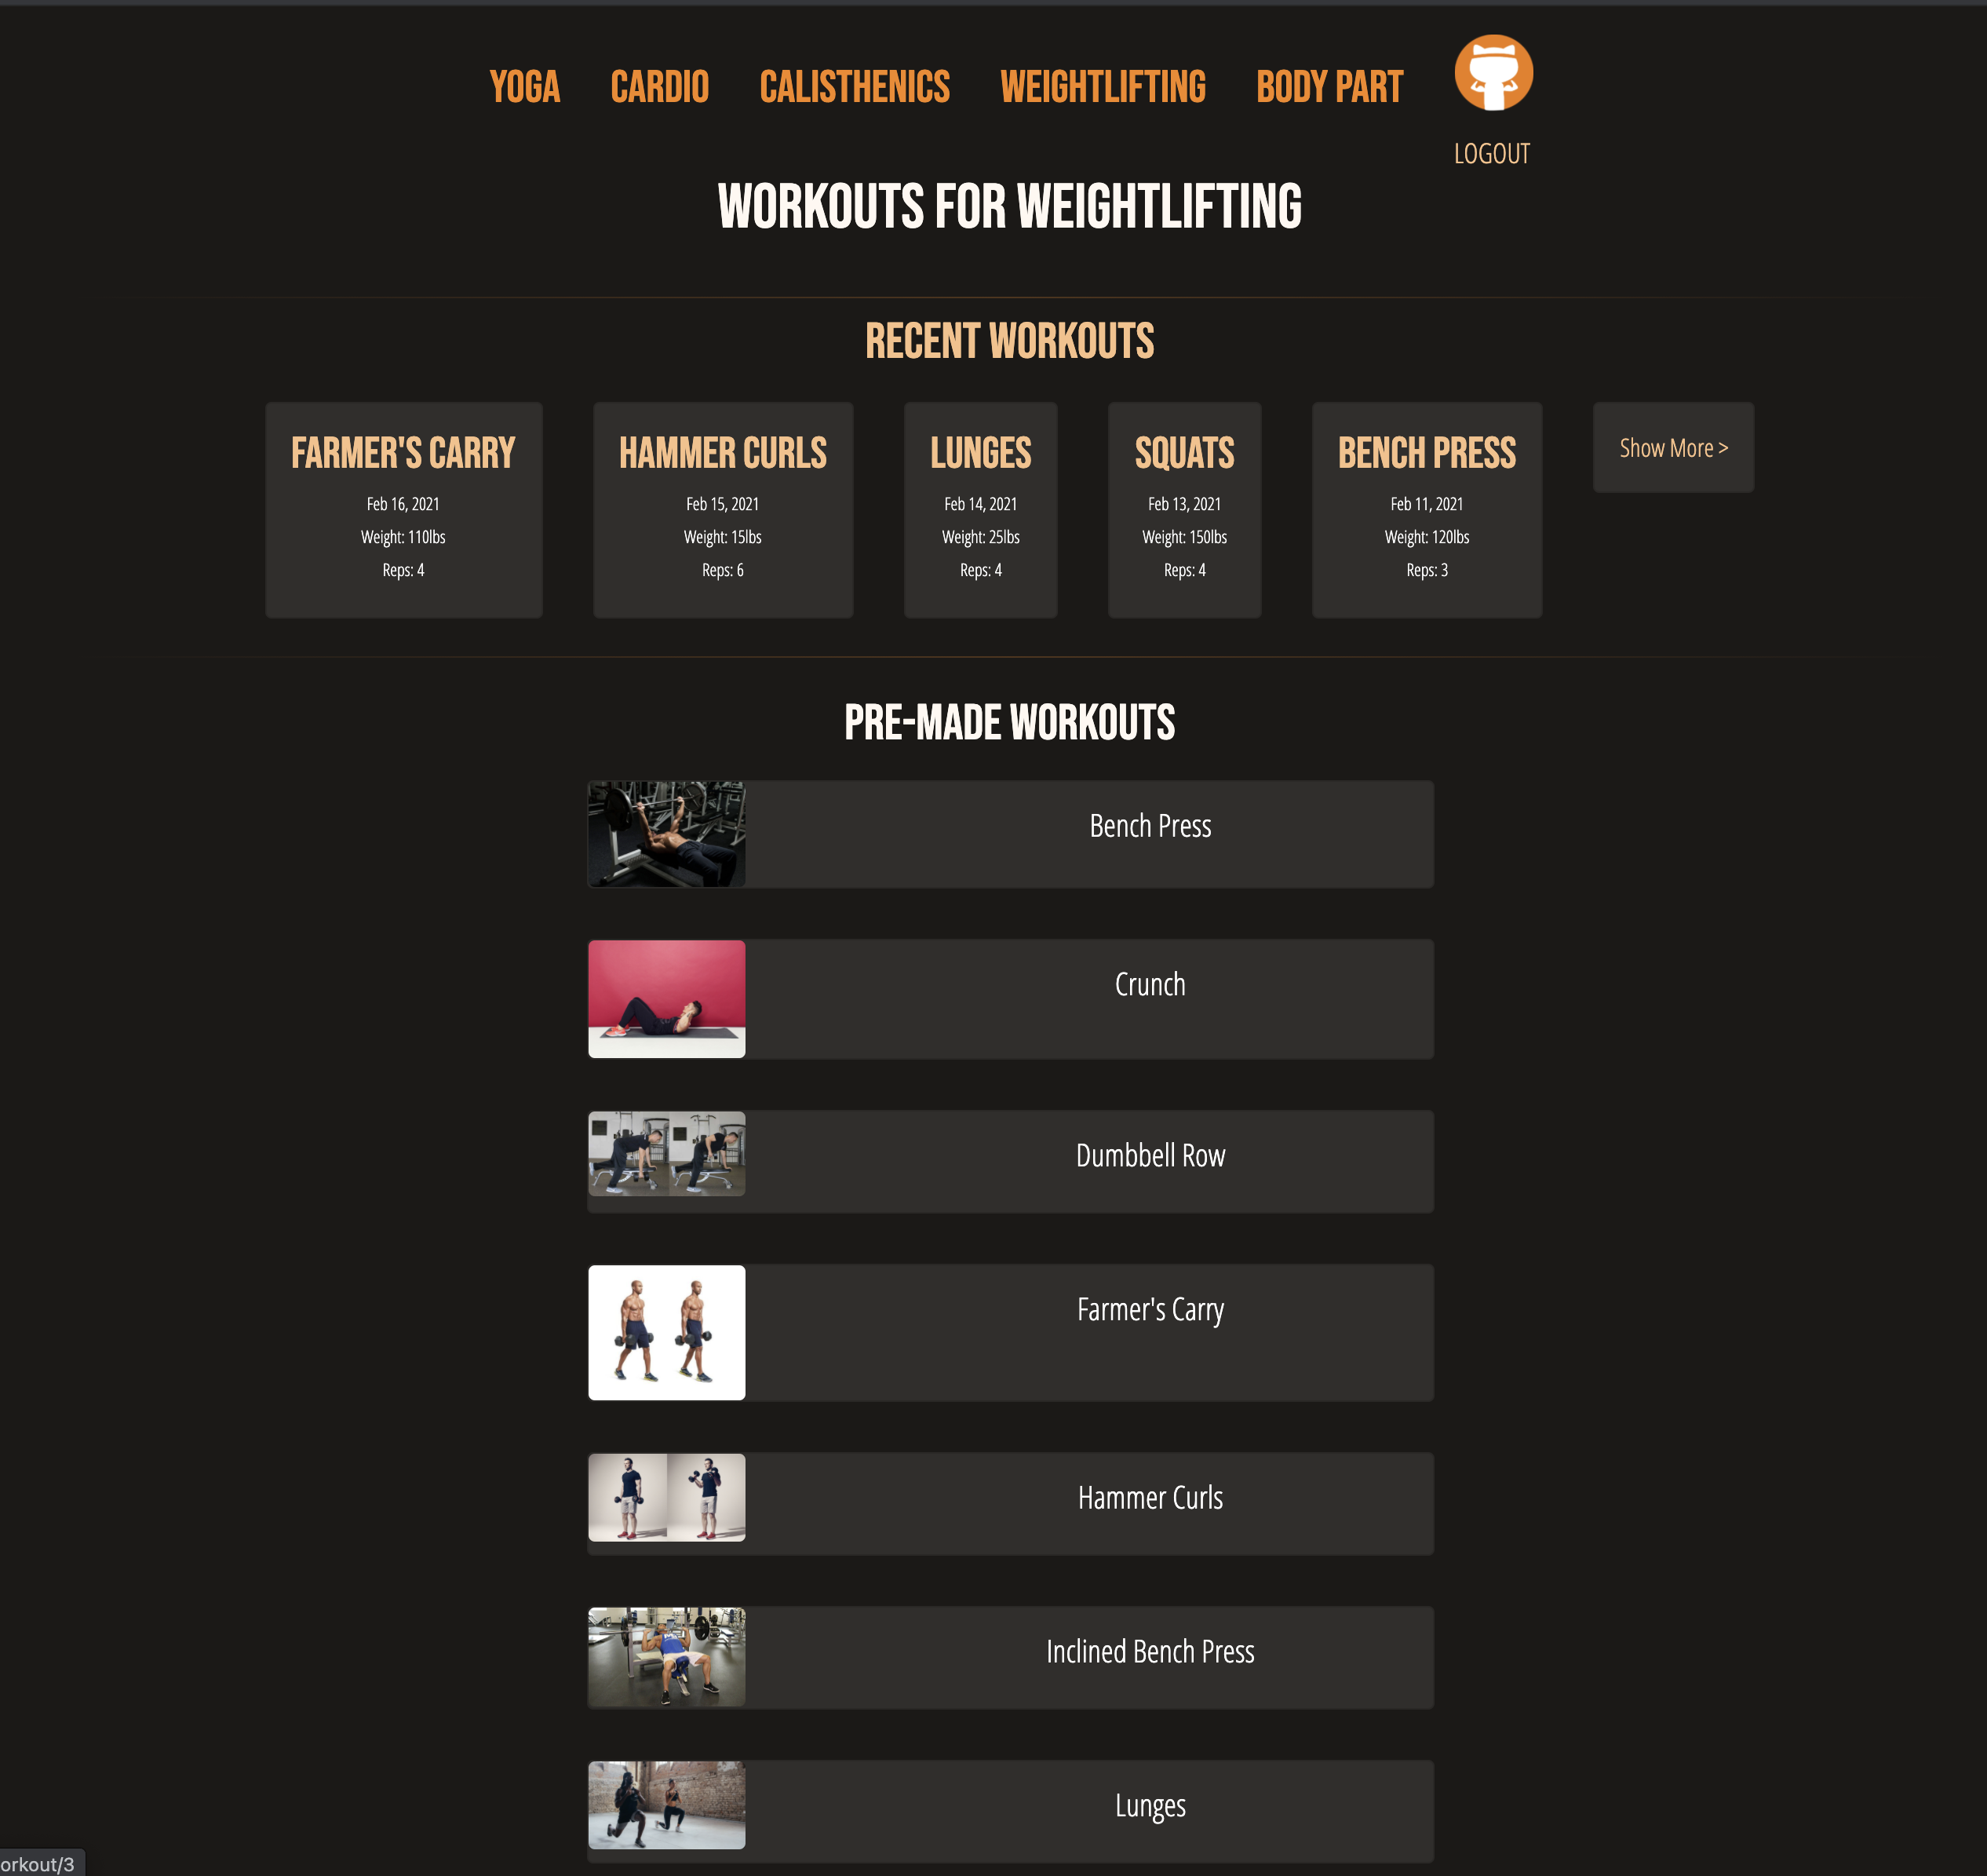 YOGA CARDIO CALISTHENICS WEIGHTLIFTING BODY PART
LOGOUT
WORKOUTS FOR WEIGHTLIFTING
RECENT WORKOUTS
FARMER'S CARRY
Feb 16, 2021
Weight: 110lbs
Reps: 4
HAMMER CURLS
Feb 15, 2021
Weight: 15lbs
Reps: 6
LUNGES
Feb 14, 2021
Weight: 25lbs
Reps: 4
SQUATS
Feb 13, 2021
Weight: 150lbs
Reps: 4
BENCH PRESS
Feb 11, 2021
Weight: 120lbs
Reps: 3
Show More >
PRE-MADE WORKOUTS
Bench Press
Crunch
Dumbbell Row
Farmer's Carry
Hammer Curls
Inclined Bench Press
Lunges
orkout/3